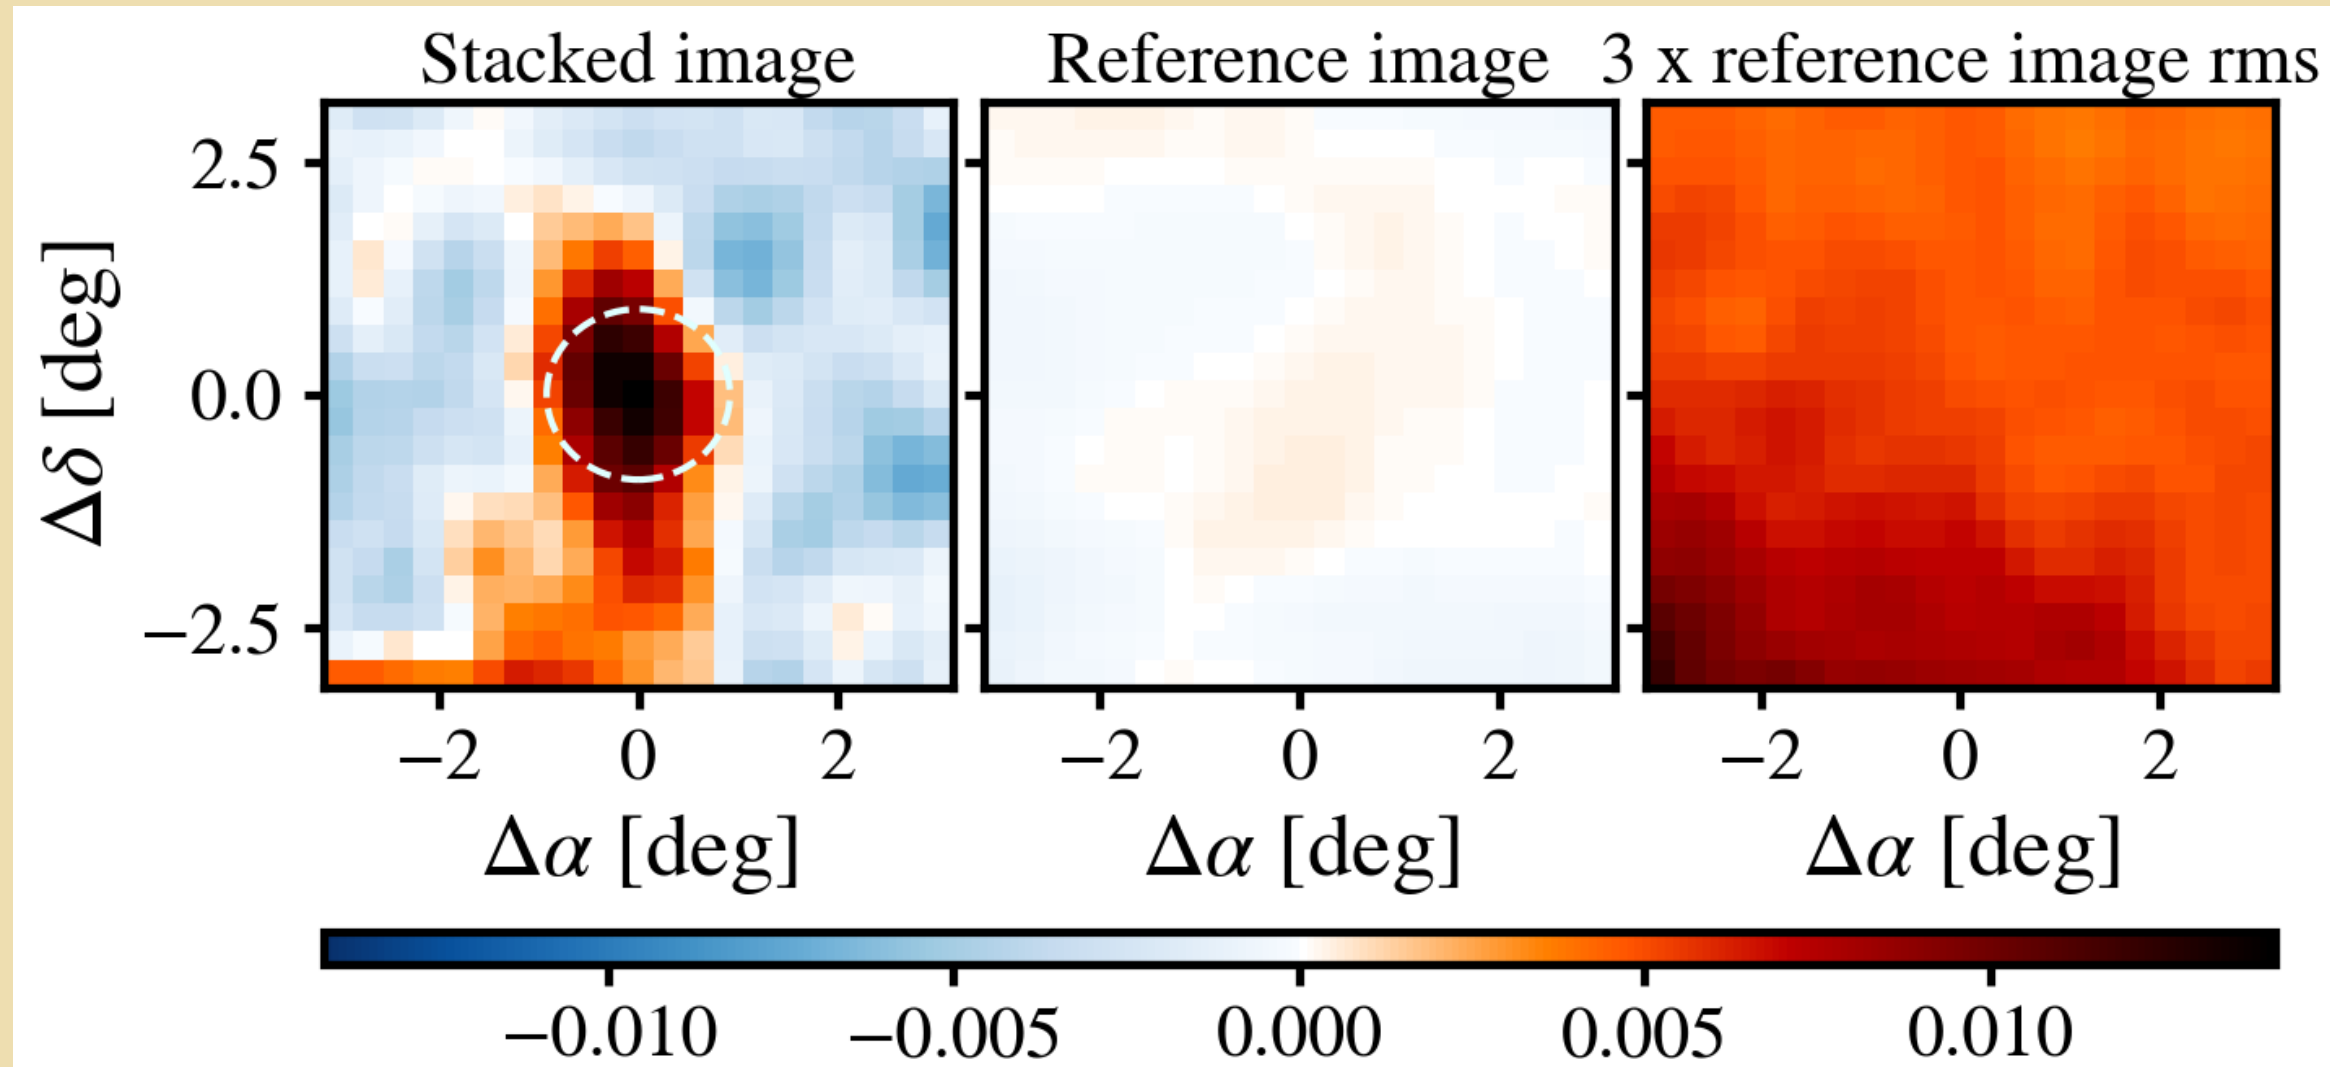 Stacked image Reference image 3 x reference image rms
2.5
0.0
−2.5
Δδ [deg]
−2 0 2 −2 0 2 −2 0 2
Δα [deg] Δα [deg] Δα [deg]
−0.010 −0.005 0.000 0.005 0.010